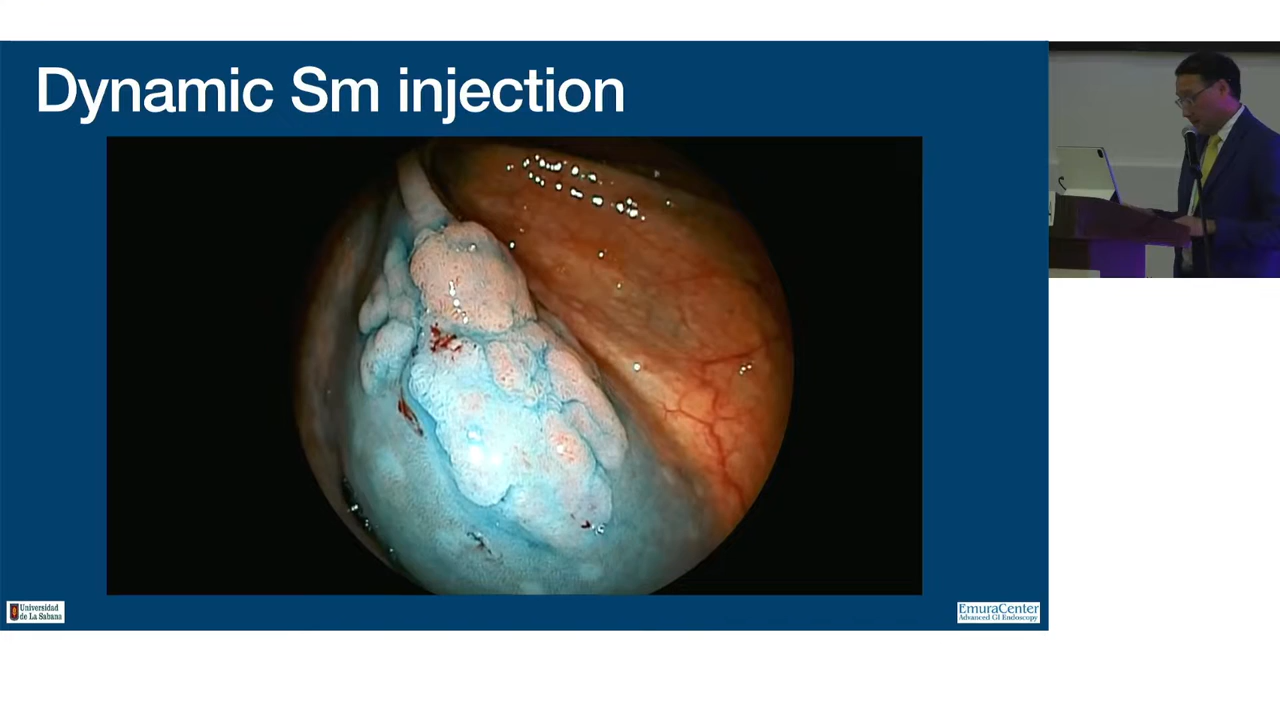 Dynamic Sm injection
Universidad
de La Sabana
EmuraCenter
Advanced GI Endoscopy